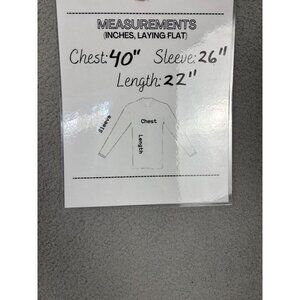 MEASUREMENTS
(INCHES, LAYING FLAT)
Chest: 40" Sleeve: 26"
Length: 22"
Chest
Sleeve
Length